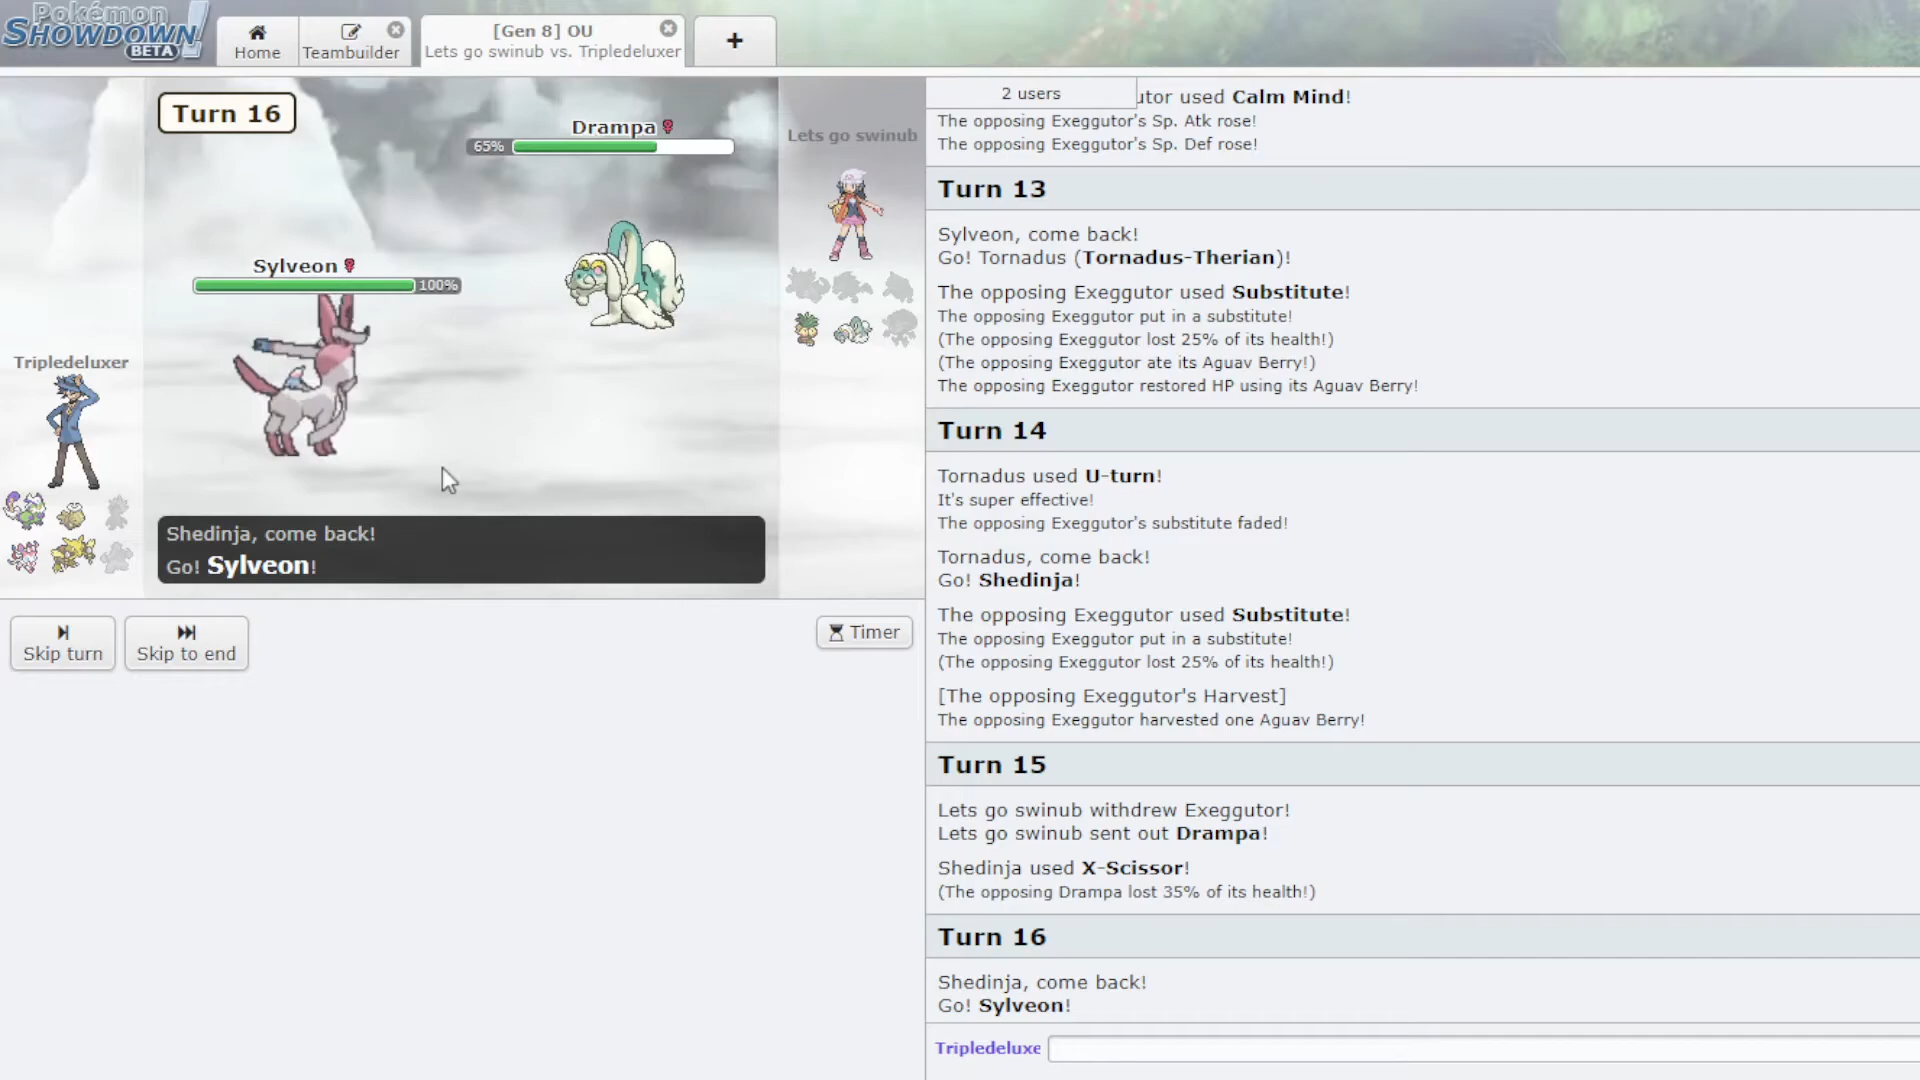 Pokémon
SHOWDOWN!
BETA
Home
Teambuilder
[Gen 8] OU
Lets go swinub vs. Tripledeluxer
+
Turn 16
Drampa
65%
Lets go swinub
Sylveon
100%
Tripledeluxer
Shedinja, come back!
Go! Sylveon!
Skip turn
Skip to end
Timer
2 users
utor used Calm Mind!
The opposing Exeggutor's Sp. Atk rose!
The opposing Exeggutor's Sp. Def rose!
Turn 13
Sylveon, come back!
Go! Tornadus (Tornadus-Therian)!
The opposing Exeggutor used Substitute!
The opposing Exeggutor put in a substitute!
(The opposing Exeggutor lost 25% of its health!)
(The opposing Exeggutor ate its Aguav Berry!)
The opposing Exeggutor restored HP using its Aguav Berry!
Turn 14
Tornadus used U-turn!
It's super effective!
The opposing Exeggutor's substitute faded!
Tornadus, come back!
Go! Shedinja!
The opposing Exeggutor used Substitute!
The opposing Exeggutor put in a substitute!
(The opposing Exeggutor lost 25% of its health!)
[The opposing Exeggutor's Harvest]
The opposing Exeggutor harvested one Aguav Berry!
Turn 15
Lets go swinub withdrew Exeggutor!
Lets go swinub sent out Drampa!
Shedinja used X-Scissor!
(The opposing Drampa lost 35% of its health!)
Turn 16
Shedinja, come back!
Go! Sylveon!
Tripledeluxe